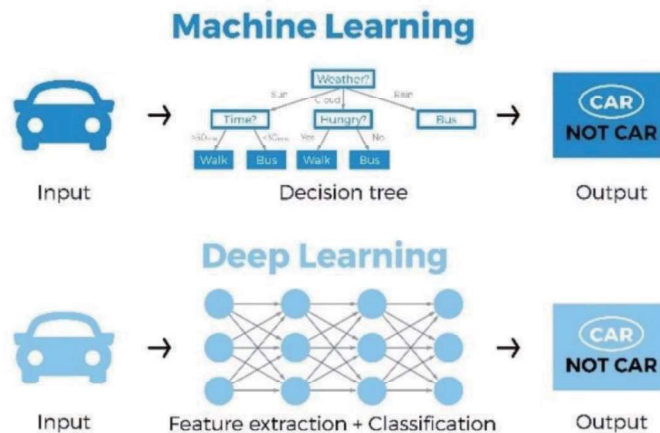 Machine Learning
Weather?
Sun
Cloud
Rain
Time?
Hungry?
Bus
Yes
No
Walk
Bus
Walk
Bus
CAR
NOT CAR
Input
Decision tree
Output
Deep Learning
CAR
NOT CAR
Input
Feature extraction + Classification
Output